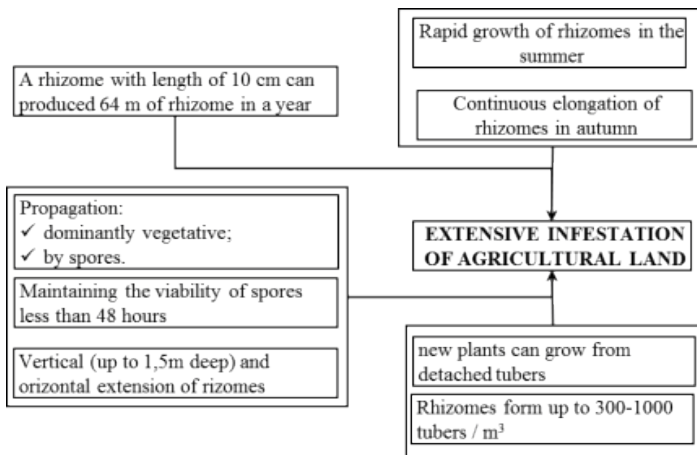 Rapid growth of rhizomes in the
summer
A rhizome with length of 10 cm can
produced 64 m of rhizome in a year
Continuous elongation of
rhizomes in autumn
Propagation:
✓ dominantly vegetative;
✓ by spores.
EXTENSIVE INFESTATION
OF AGRICULTURAL LAND
Maintaining the viability of spores
less than 48 hours
Vertical (up to 1,5m deep) and
orizontal extension of rizomes
new plants can grow from
detached tubers
Rhizomes form up to 300-1000
tubers / m³